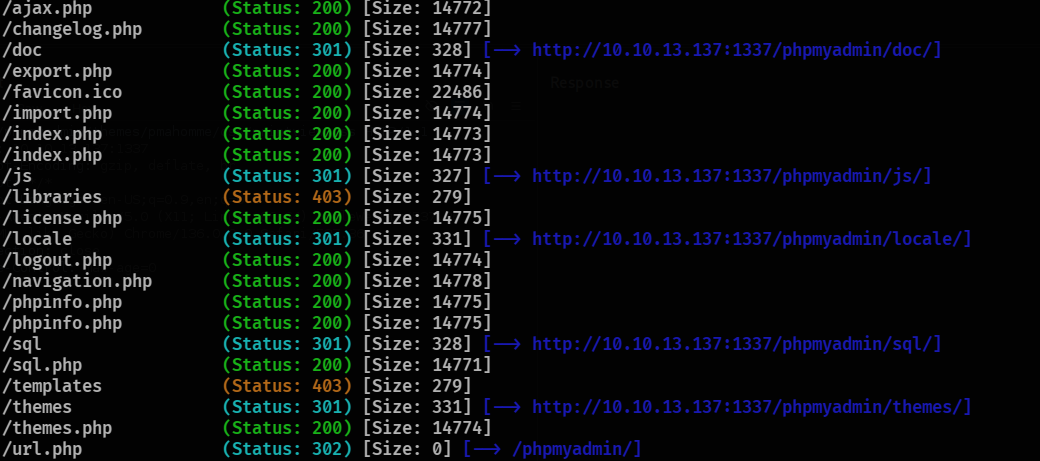 /ajax.php (Status: 200) [Size: 14772]
/changelog.php (Status: 200) [Size: 14777]
/doc (Status: 301) [Size: 328] [--> http://10.10.13.137:1337/phpmyadmin/doc/]
/export.php (Status: 200) [Size: 14774]
/favicon.ico (Status: 200) [Size: 22486]
/import.php (Status: 200) [Size: 14774]
/index.php (Status: 200) [Size: 14773]
/index.php (Status: 200) [Size: 14773]
/js (Status: 301) [Size: 327] [--> http://10.10.13.137:1337/phpmyadmin/js/]
/libraries (Status: 403) [Size: 279]
/license.php (Status: 200) [Size: 14775]
/locale (Status: 301) [Size: 331] [--> http://10.10.13.137:1337/phpmyadmin/locale/]
/logout.php (Status: 200) [Size: 14774]
/navigation.php (Status: 200) [Size: 14778]
/phpinfo.php (Status: 200) [Size: 14775]
/phpinfo.php (Status: 200) [Size: 14775]
/sql (Status: 301) [Size: 328] [--> http://10.10.13.137:1337/phpmyadmin/sql/]
/sql.php (Status: 200) [Size: 14771]
/templates (Status: 403) [Size: 279]
/themes (Status: 301) [Size: 331] [--> http://10.10.13.137:1337/phpmyadmin/themes/]
/themes.php (Status: 200) [Size: 14774]
/url.php (Status: 302) [Size: 0] [--> /phpmyadmin/]
Response